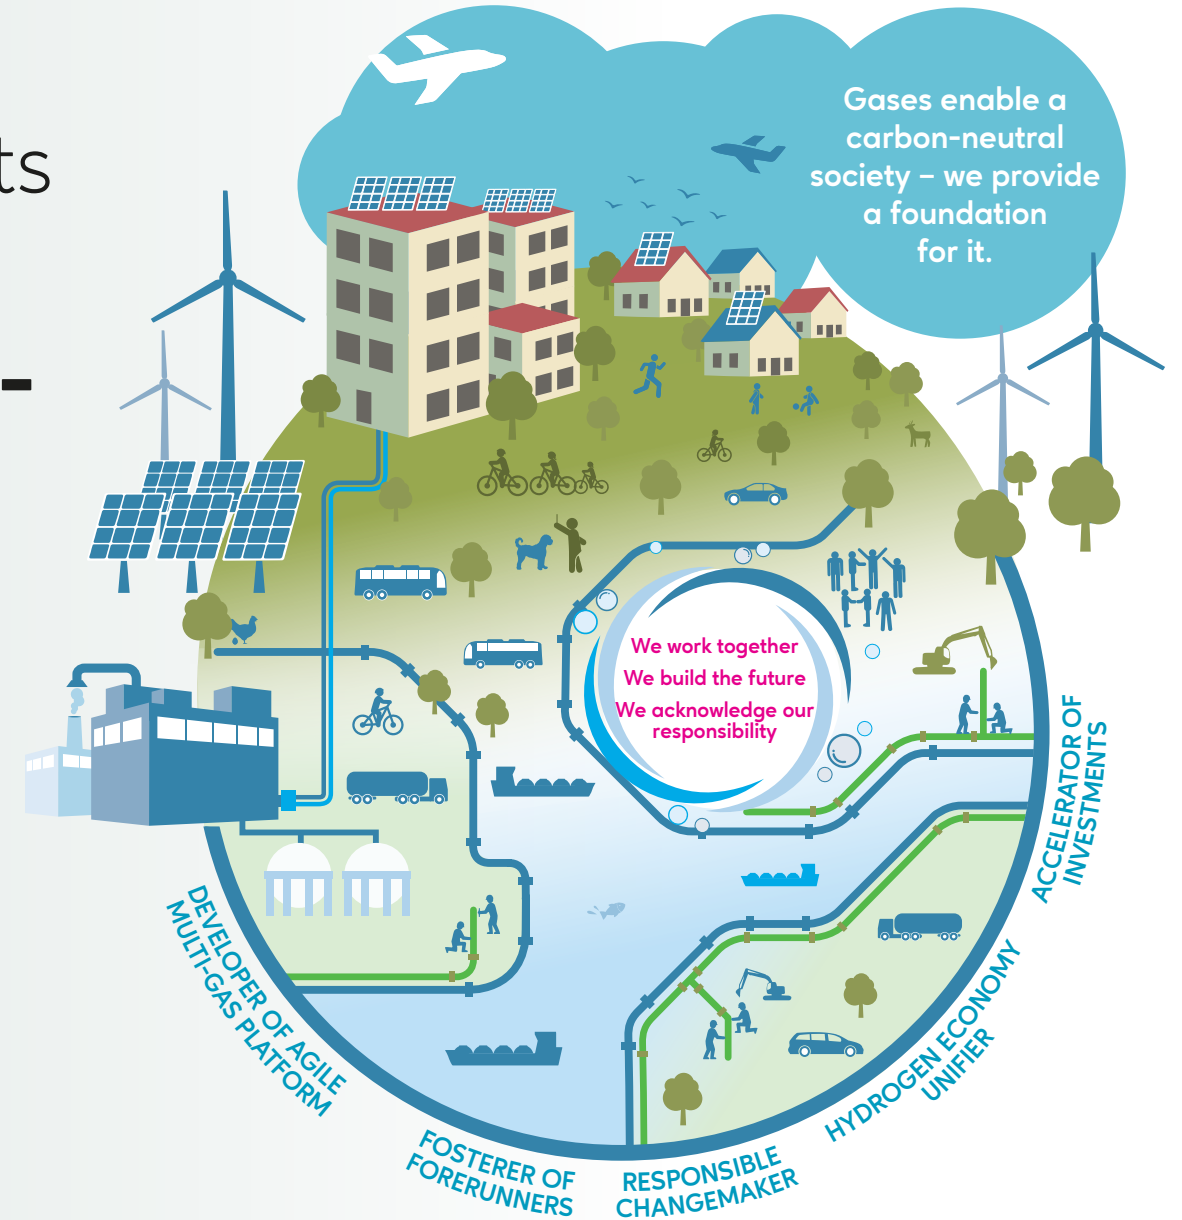 ts
-
Gases enable a
carbon-neutral
society – we provide
a foundation
for it.
We work together
We build the future
We acknowledge our
responsibility
DEVELOPER OF AGILE
MULTI-GAS PLATFORM
FOSTERER OF
FORERUNNERS
RESPONSIBLE
CHANGEMAKER
HYDROGEN ECONOMY
UNIFIER
ACCELERATOR OF
INVESTMENTS